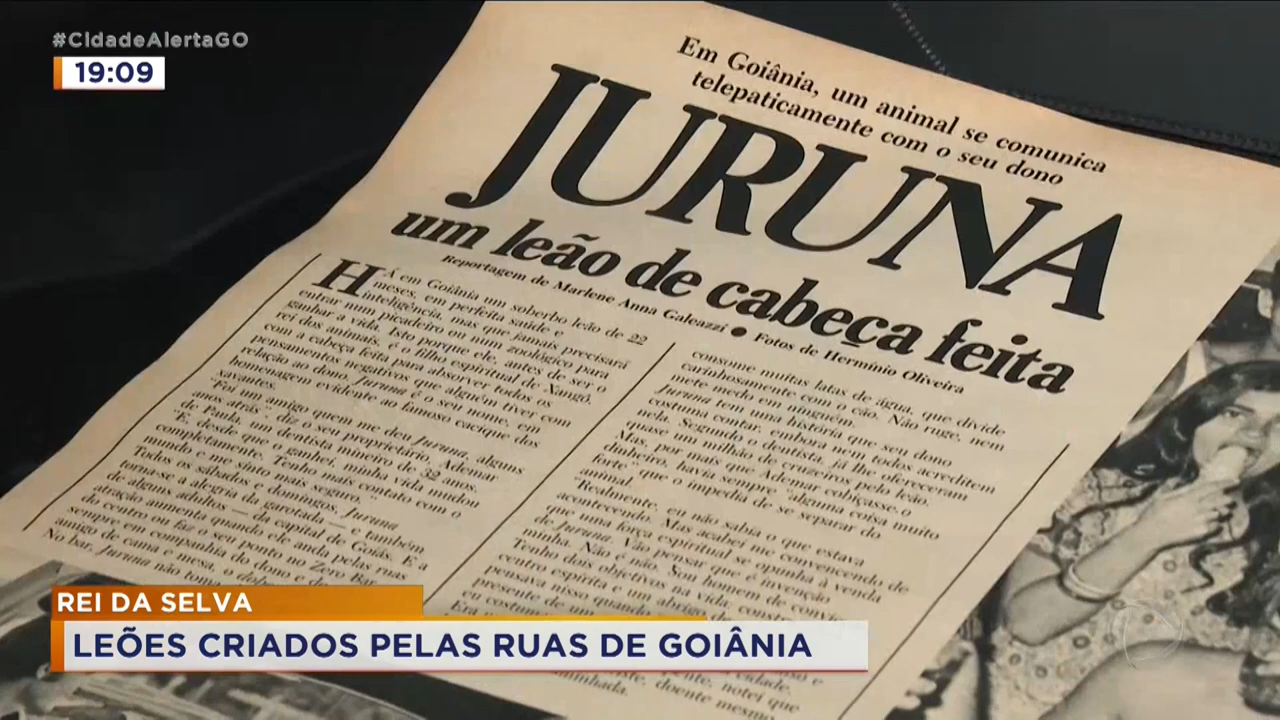 #CidadeAlertaGO
19:09
Em Goiânia, um animal se comunica
telepaticamente com o seu dono
JURUNA
um leão de cabeça feita
Reportagem de Marlene Anna Galeazzi • Fotos de Hermínio Oliveira
HÁ em Goiânia um soberbo leão de 22
meses, em perfeita saúde e
inteligência, mas que jamais precisará
entrar num picadeiro ou num zoológico para
ganhar a vida. Isto porque ele, antes de ser o
rei dos animais, é o filho espiritual de Xangô,
com a cabeça feita para absorver todos os
pensamentos negativos que alguém tiver com
relação ao dono. Juruna é o seu nome, em
homenagem evidente ao famoso cacique dos
xavantes.
"Foi um amigo quem me deu Juruna, alguns
anos atrás", diz o seu proprietário, Ademar
de Paula, um dentista mineiro de 32 anos.
"E, desde que o ganhei, minha vida mudou
completamente. Tenho mais contato com o
mundo e me sinto mais seguro."
Todos os sábados e domingos, Juruna
torna-se a alegria da garotada — e também
de alguns adultos — da capital de Goiás. E a
atração aumenta quando ele anda pelas ruas
do centro ou faz o seu ponto no Zero Bar,
sempre em companhia do dono e de
amigo de cama e mesa, o
No bar, Juruna não toma
consome muitas latas de água, que divide
carinhosamente com o cão. Não ruge, nem
mete medo em ninguém.
Juruna tem uma história que seu dono
costuma contar, embora nem todos acreditem
nela. Segundo o dentista, já lhe ofereceram
quase um milhão de cruzeiros pelo leão.
Mas, por mais que Ademar cobiçasse o
dinheiro, havia sempre "alguma coisa muito
forte" que o impedia de se separar do
animal.
"Realmente, eu não sabia o que estava
acontecendo. Mas acabei me convencendo de
que uma força espiritual se opunha à venda
de Juruna. Vão pensar que é invenção
minha. Não é não. Sou homem de
Tenho dois objetivos na vida,
centro espírita e um abrigo
pensava nisso quando
presente de um
eu
Era
notei que
doente mesmo
REI DA SELVA
LEÕES CRIADOS PELAS RUAS DE GOIÂNIA